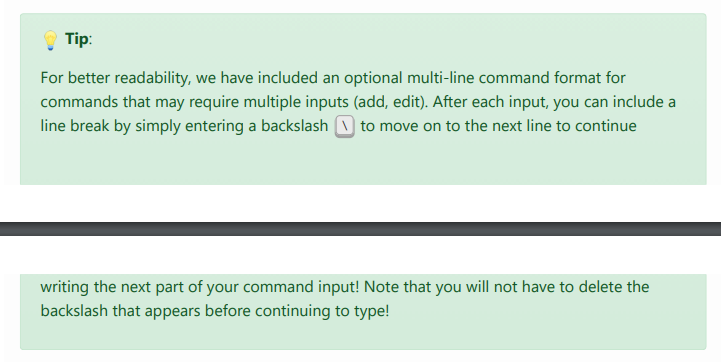 Tip:
For better readability, we have included an optional multi-line command format for
commands that may require multiple inputs (add, edit). After each input, you can include a
line break by simply entering a backslash \ to move on to the next line to continue
writing the next part of your command input! Note that you will not have to delete the
backslash that appears before continuing to type!